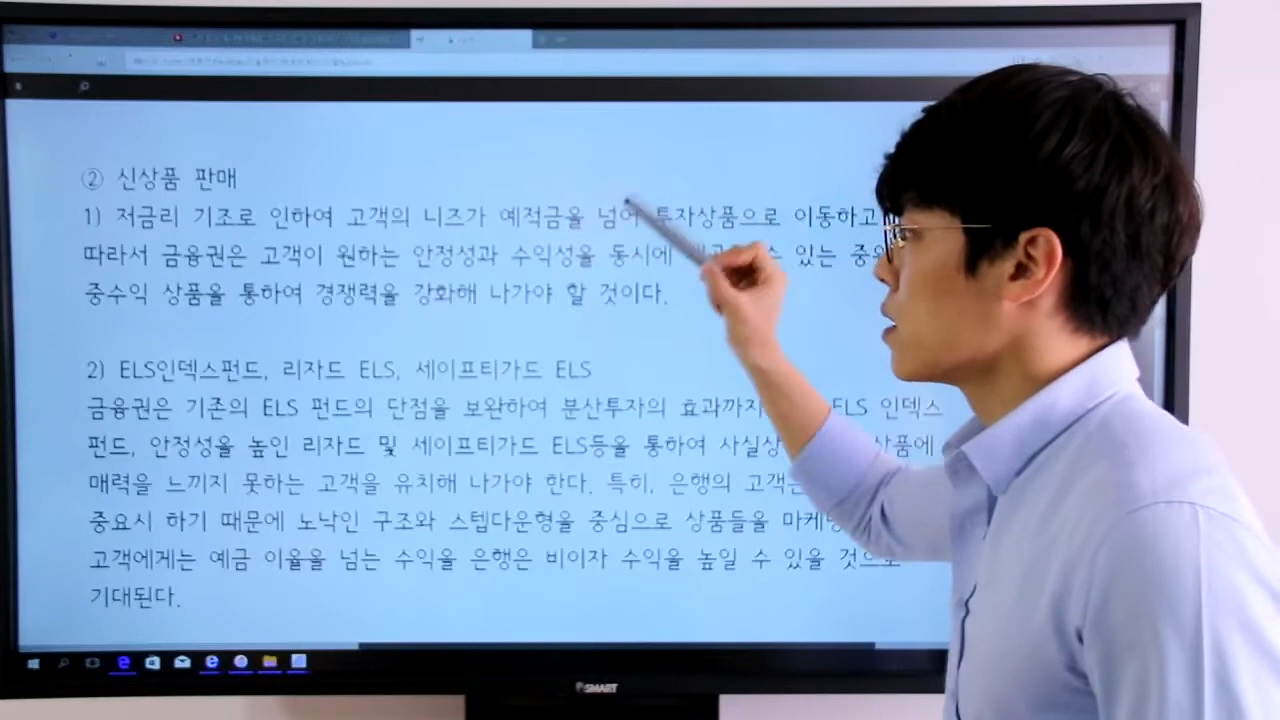 ② 신상품 판매
1) 저금리 기조로 인하여 고객의 니즈가 예적금을 넘어 투자상품으로 이동하고
따라서 금융권은 고객이 원하는 안정성과 수익성을 동시에 있는
중수익 상품을 통하여 경쟁력을 강화해 나가야 할 것이다.
2) ELS인덱스펀드, 리자드 ELS, 세이프티가드 ELS
금융권은 기존의 ELS 펀드의 단점을 보완하여 분산투자의 효과까지 ELS 인덱스
펀드, 안정성을 높인 리자드 및 세이프티가드 ELS등을 통하여 상품에
매력을 느끼지 못하는 고객을 유치해 나가야 한다. 특히, 은행의
중요시 하기 때문에 노낙인 구조와 스텝다운형을 중심으로 상품들을
고객에게는 예금 이율을 넘는 수익율 은행은 비이자 수익을 높일 수 있을 것으로
기대된다.
SMART